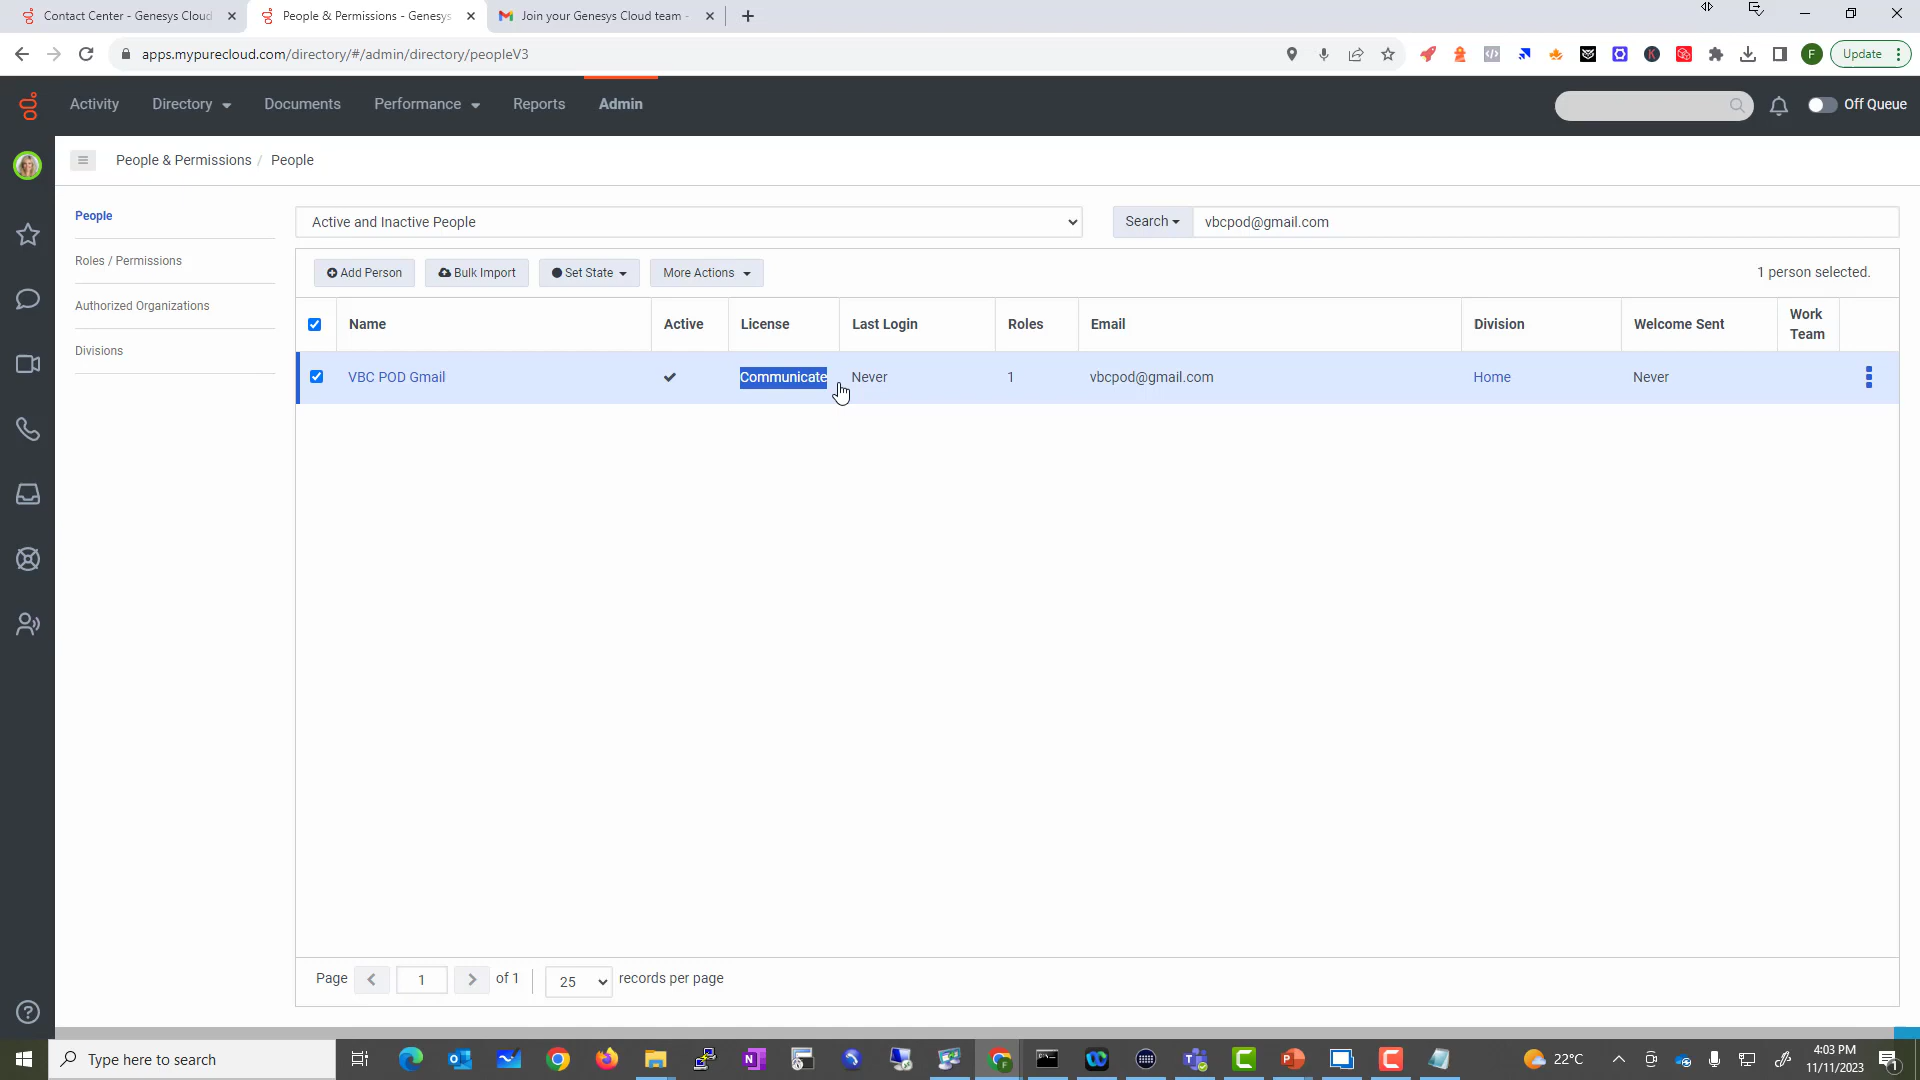 Contact Center - Genesys Cloud
People & Permissions - Genesys
Join your Genesys Cloud team -
apps.mypurecloud.com/directory/#/admin/directory/peopleV3
F
Update
Activity
Directory
Documents
Performance
Reports
Admin
Off Queue
People & Permissions / People
People
Roles / Permissions
Authorized Organizations
Divisions
Active and Inactive People
Search
vbcpod@gmail.com
Add Person
Bulk Import
Set State
More Actions
1 person selected.
Name
Active
License
Last Login
Roles
Email
Division
Welcome Sent
Work
Team
VBC POD Gmail
Communicate
Never
1
vbcpod@gmail.com
Home
Never
Page
1
of 1
25
records per page
Type here to search
22°C
4:03 PM
11/11/2023
1